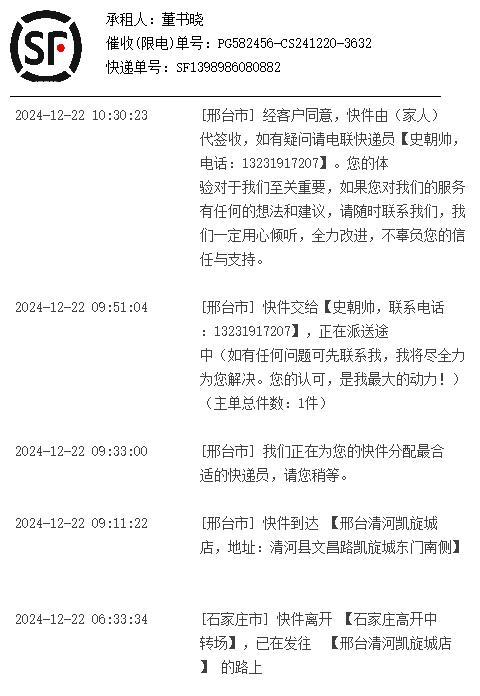 SF
承租人：董书晓
催收(限电)单号：PG582456-CS241220-3632
快递单号：SF1398986080882
2024-12-22 10:30:23 [邢台市] 经客户同意，快件由（家人）
代签收，如有疑问请电联快递员【史朝帅，
电话：13231917207】。您的体
验对于我们至关重要，如果您对我们的服务
有任何的想法和建议，请随时联系我们，我
们一定用心倾听，全力改进，不辜负您的信
任与支持。
2024-12-22 09:51:04 [邢台市] 快件交给【史朝帅，联系电话
：13231917207】，正在派送途
中（如有任何问题可先联系我，我将尽全力
为您解决。您的认可，是我最大的动力！）
（主单总件数：1件）
2024-12-22 09:33:00 [邢台市] 我们正在为您的快件分配最合
适的快递员，请您稍等。
2024-12-22 09:11:22 [邢台市] 快件到达 【邢台清河凯旋城
店，地址：清河县文昌路凯旋城东门南侧】
2024-12-22 06:33:34 [石家庄市] 快件离开 【石家庄高开中
转场】，已在发往 【邢台清河凯旋城店
】 的路上